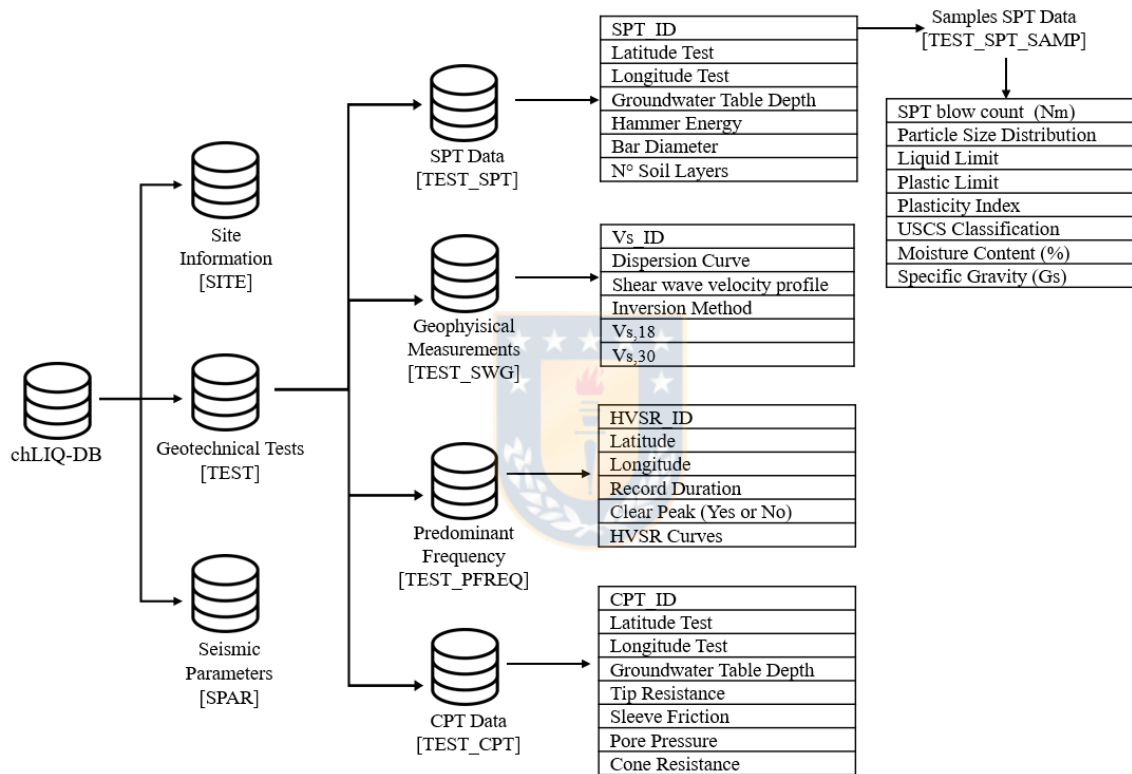 chLIQ-DB
Site
Information
[SITE]
Geotechnical Tests
[TEST]
Seismic
Parameters
[SPAR]
SPT Data
[TEST_SPT]
Geophyisical
Measurements
[TEST_SWG]
Predominant
Frequency
[TEST_PFREQ]
CPT Data
[TEST_CPT]
SPT_ID
Latitude Test
Longitude Test
Groundwater Table Depth
Hammer Energy
Bar Diameter
N° Soil Layers
Samples SPT Data
[TEST_SPT_SAMP]
SPT blow count (Nm)
Particle Size Distribution
Liquid Limit
Plastic Limit
Plasticity Index
USCS Classification
Moisture Content (%)
Specific Gravity (Gs)
Vs_ID
Dispersion Curve
Shear wave velocity profile
Inversion Method
Vs,18
Vs,30
HVSR_ID
Latitude
Longitude
Record Duration
Clear Peak (Yes or No)
HVSR Curves
CPT_ID
Latitude Test
Longitude Test
Groundwater Table Depth
Tip Resistance
Sleeve Friction
Pore Pressure
Cone Resistance